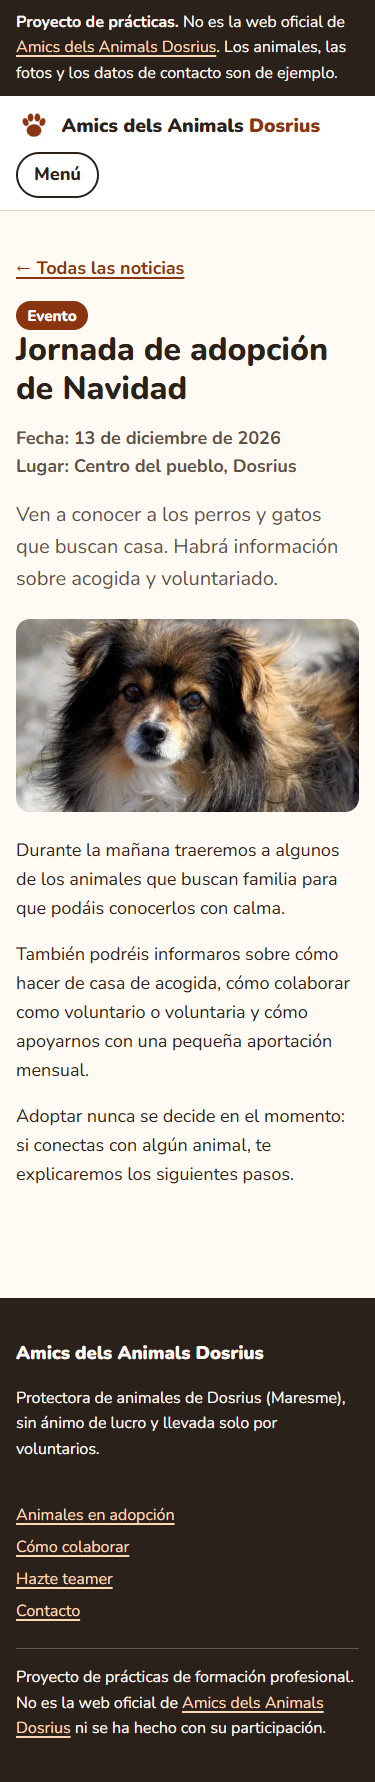 Proyecto de prácticas. No es la web oficial de
Amics dels Animals Dosrius. Los animales, las
fotos y los datos de contacto son de ejemplo.
Amics dels Animals Dosrius
Menú
← Todas las noticias
Evento
Jornada de adopción
de Navidad
Fecha: 13 de diciembre de 2026
Lugar: Centro del pueblo, Dosrius
Ven a conocer a los perros y gatos
que buscan casa. Habrá información
sobre acogida y voluntariado.
Durante la mañana traeremos a algunos
de los animales que buscan familia para
que podáis conocerlos con calma.
También podréis informaros sobre cómo
hacer de casa de acogida, cómo colaborar
como voluntario o voluntaria y cómo
apoyarnos con una pequeña aportación
mensual.
Adoptar nunca se decide en el momento:
si conectas con algún animal, te
explicaremos los siguientes pasos.
Amics dels Animals Dosrius
Protectora de animales de Dosrius (Maresme),
sin ánimo de lucro y llevada solo por
voluntarios.
Animales en adopción
Cómo colaborar
Hazte teamer
Contacto
Proyecto de prácticas de formación profesional.
No es la web oficial de Amics dels Animals
Dosrius ni se ha hecho con su participación.